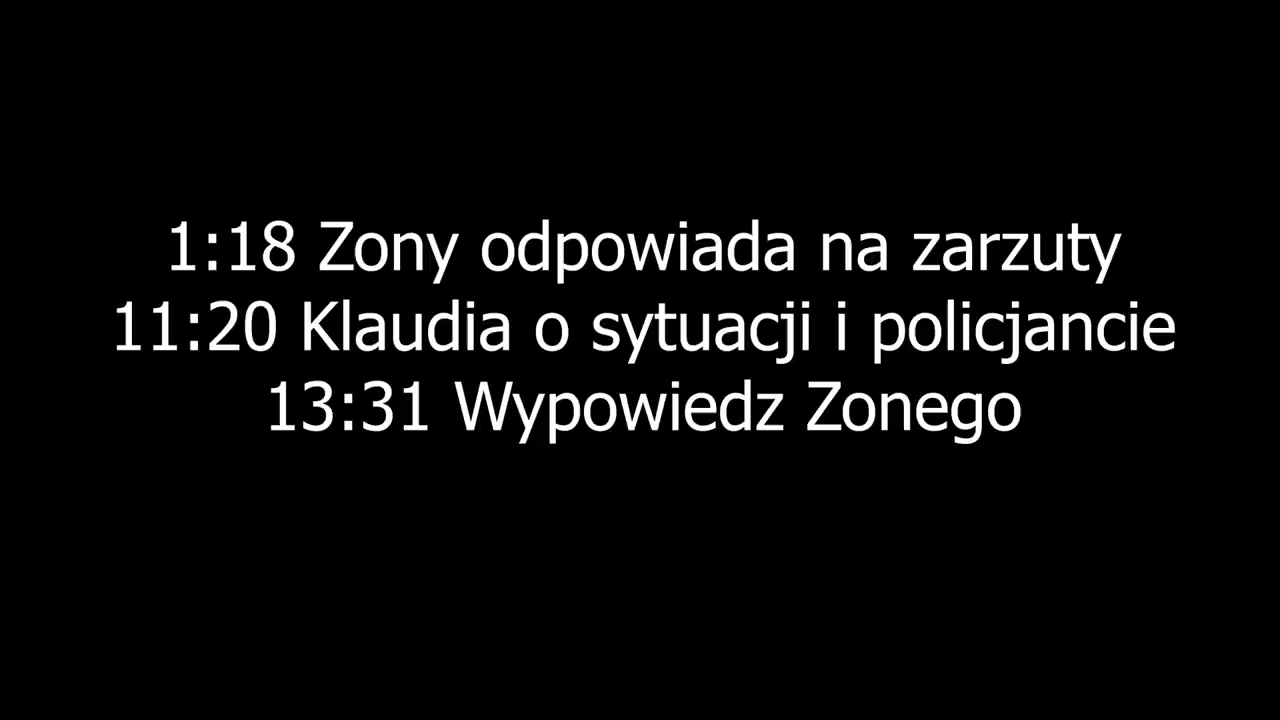 1:18 Zony odpowiada na zarzuty
11:20 Klaudia o sytuacji i policjancie
13:31 Wypowiedz Zonego